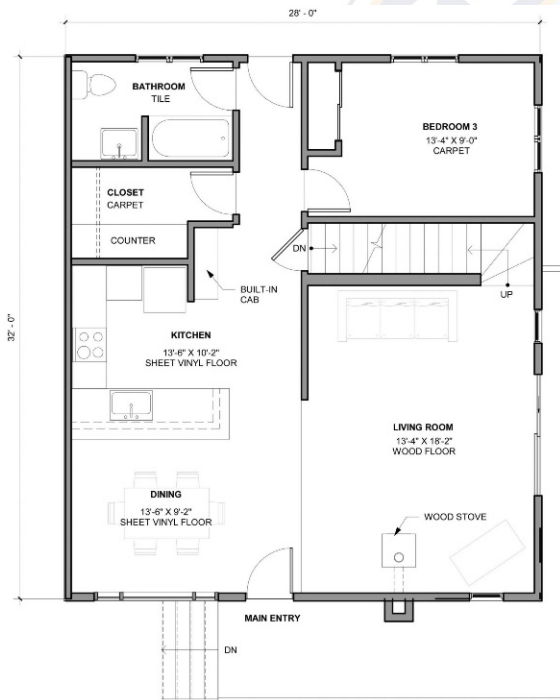 28' - 0"
BATHROOM
TILE
BEDROOM 3
13'-4" X 9'-0"
CARPET
CLOSET
CARPET
COUNTER
DN
BUILT-IN
CAB
UP
32' - 0"
KITCHEN
13'-6" X 10'-2"
SHEET VINYL FLOOR
LIVING ROOM
13'-4" X 18'-2"
WOOD FLOOR
DINING
13'-6" X 9'-2"
SHEET VINYL FLOOR
WOOD STOVE
MAIN ENTRY
DN